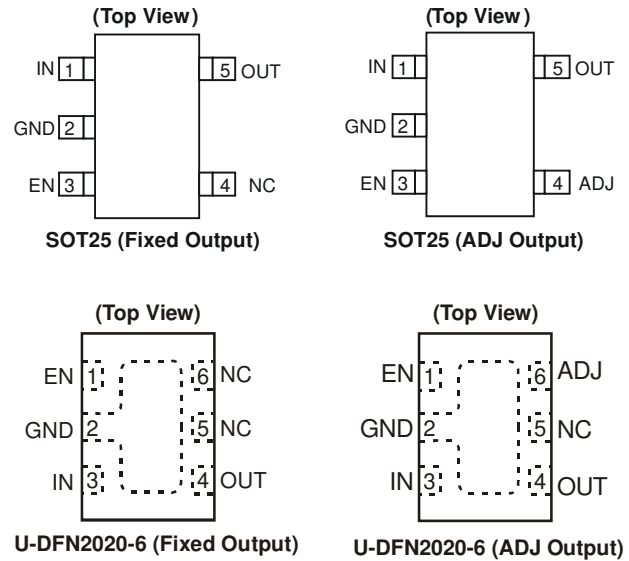 (Top View)
IN 1 5 OUT
GND 2
EN 3 4 NC
SOT25 (Fixed Output)
(Top View)
IN 1 5 OUT
GND 2
EN 3 4 ADJ
SOT25 (ADJ Output)
(Top View)
EN 1 6 NC
GND 2 5 NC
IN 3 4 OUT
U-DFN2020-6 (Fixed Output)
(Top View)
EN 1 6 ADJ
GND 2 5 NC
IN 3 4 OUT
U-DFN2020-6 (ADJ Output)